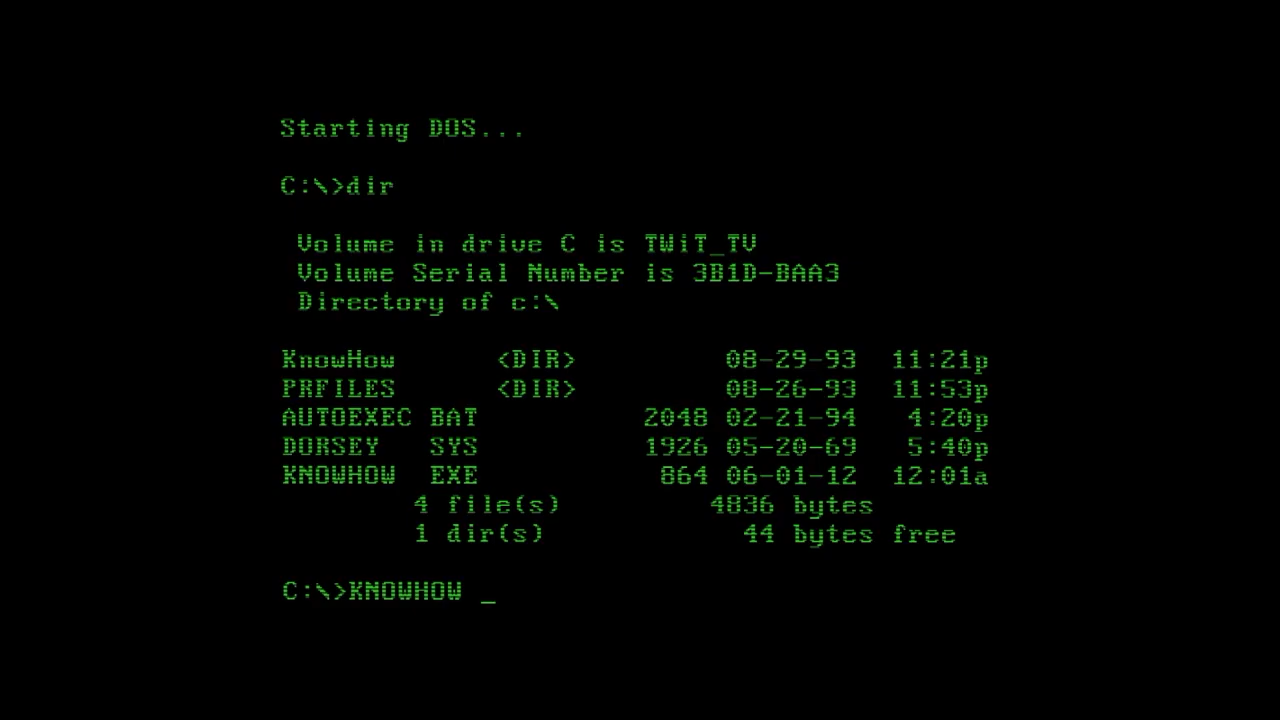 Starting DOS...
C:\>dir
Volume in drive C is TWiT_TV
Volume Serial Number is 3B1D-BAA3
Directory of c:\
KnowHow <DIR> 08-29-93 11:21p
PRFILES <DIR> 08-26-93 11:53p
AUTOEXEC BAT 2048 02-21-94 4:20p
DORSEY SYS 1926 05-20-69 5:40p
KNOWHOW EXE 864 06-01-12 12:01a
4 file(s) 4836 bytes
1 dir(s) 44 bytes free
C:\>KNOWHOW _